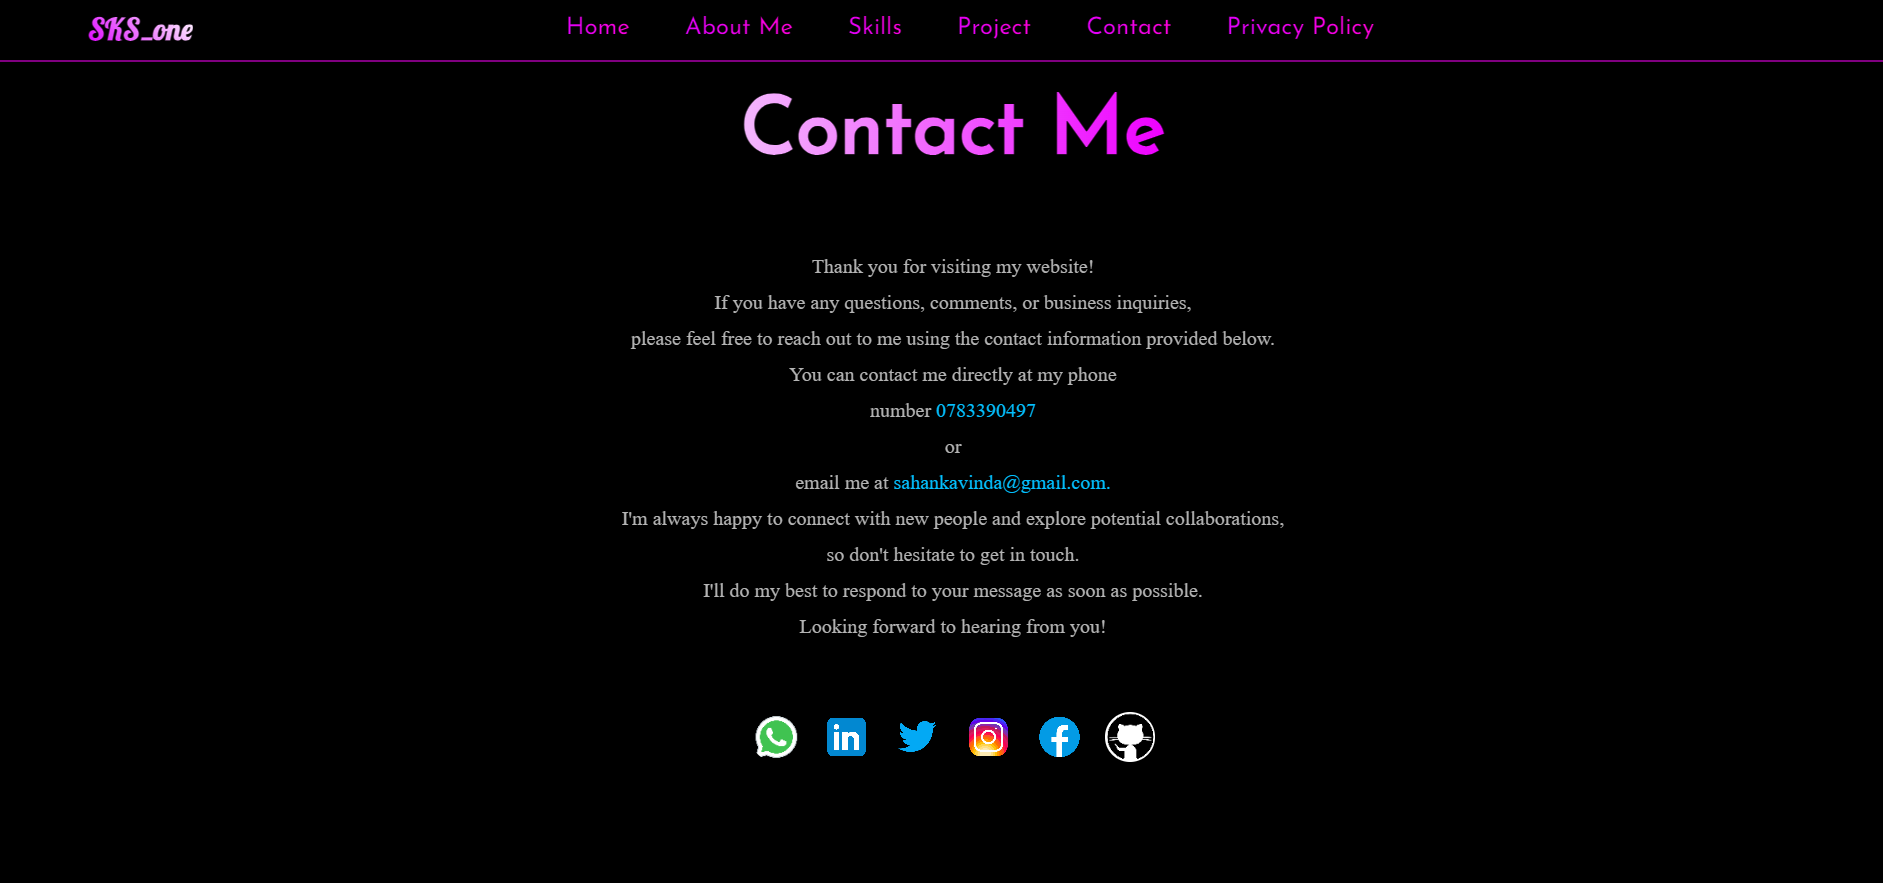 SKS_one
Home About Me Skills Project Contact Privacy Policy
Contact Me
Thank you for visiting my website!
If you have any questions, comments, or business inquiries,
please feel free to reach out to me using the contact information provided below.
You can contact me directly at my phone
number 0783390497
or
email me at sahankavinda@gmail.com.
I'm always happy to connect with new people and explore potential collaborations,
so don't hesitate to get in touch.
I'll do my best to respond to your message as soon as possible.
Looking forward to hearing from you!
in